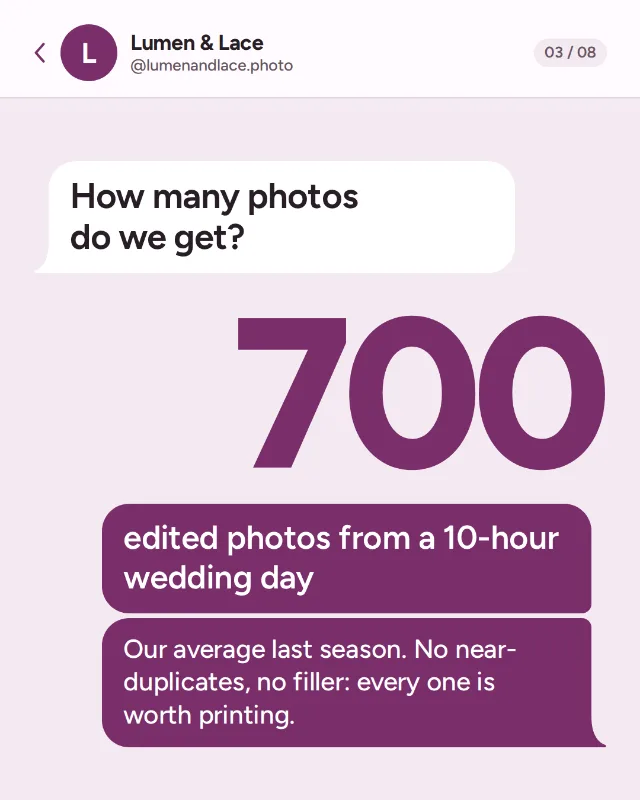 L
Lumen & Lace
@lumenandlace.photo
03 / 08
How many photos
do we get?
700
edited photos from a 10-hour
wedding day
Our average last season. No near-
duplicates, no filler: every one is
worth printing.